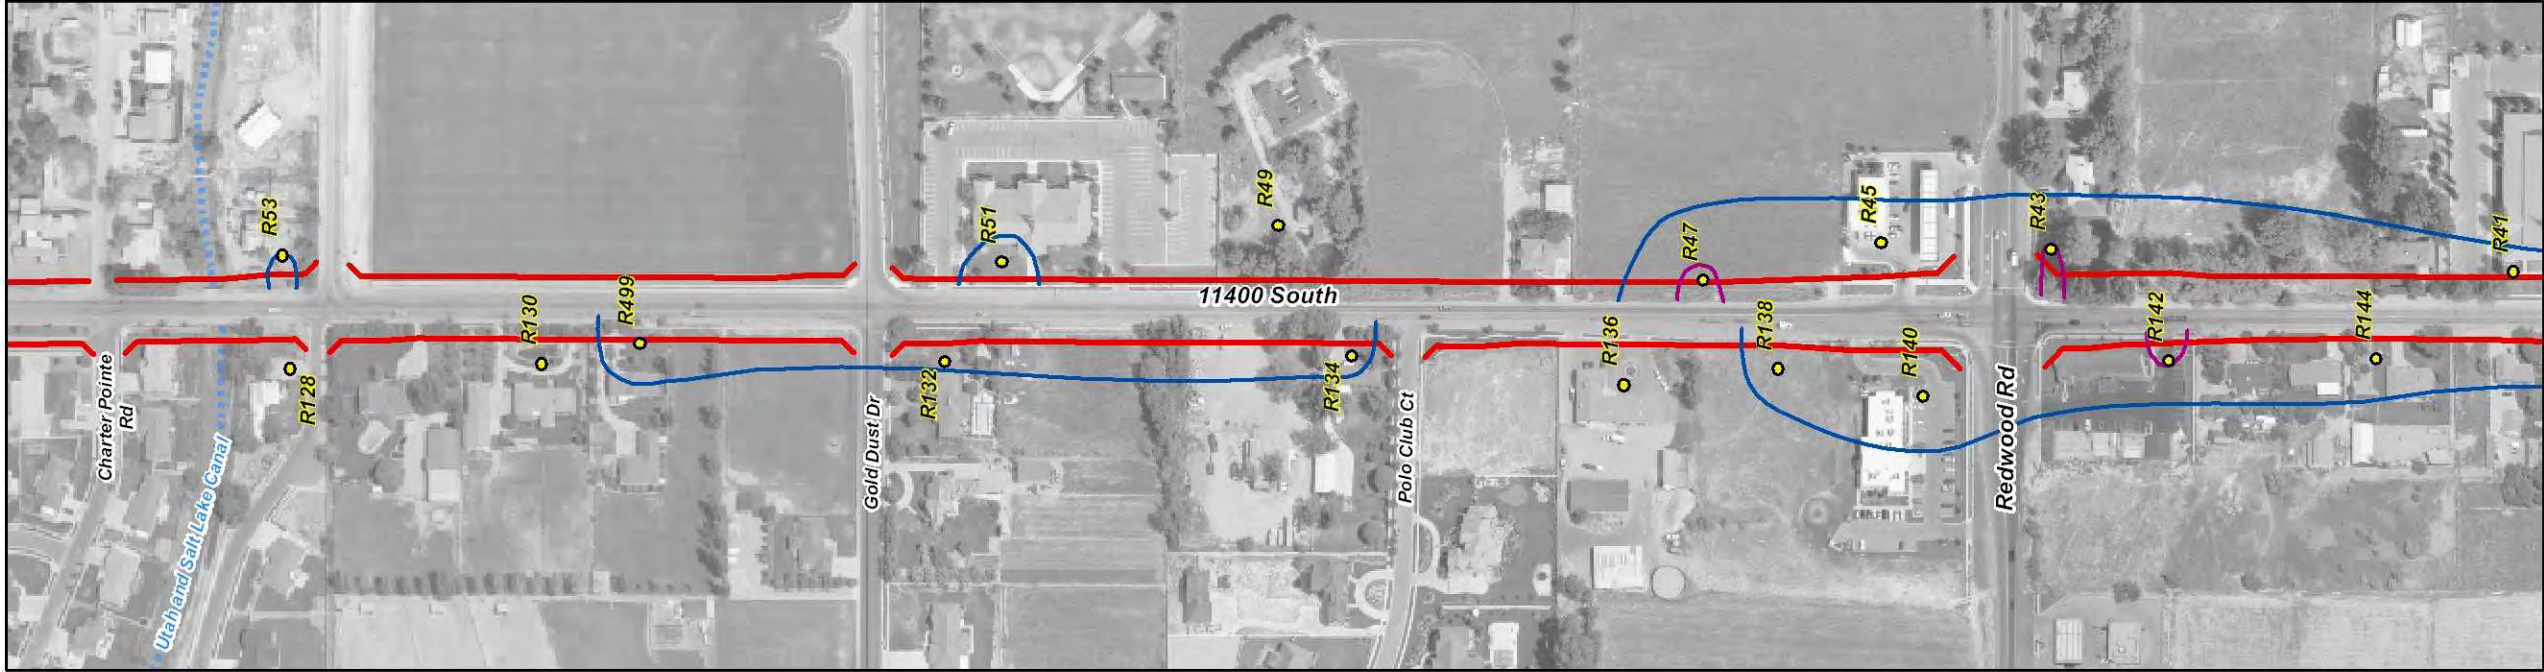 R53
R51
R49
R47
R45
R43
R41
11400 South
R130
R499
R128
R132
R134
R136
R138
R140
R142
R144
Charter Pointe
Rd
Utah and Salt Lake Canal
Gold Dust Dr
Polo Club Ct
Redwood Rd